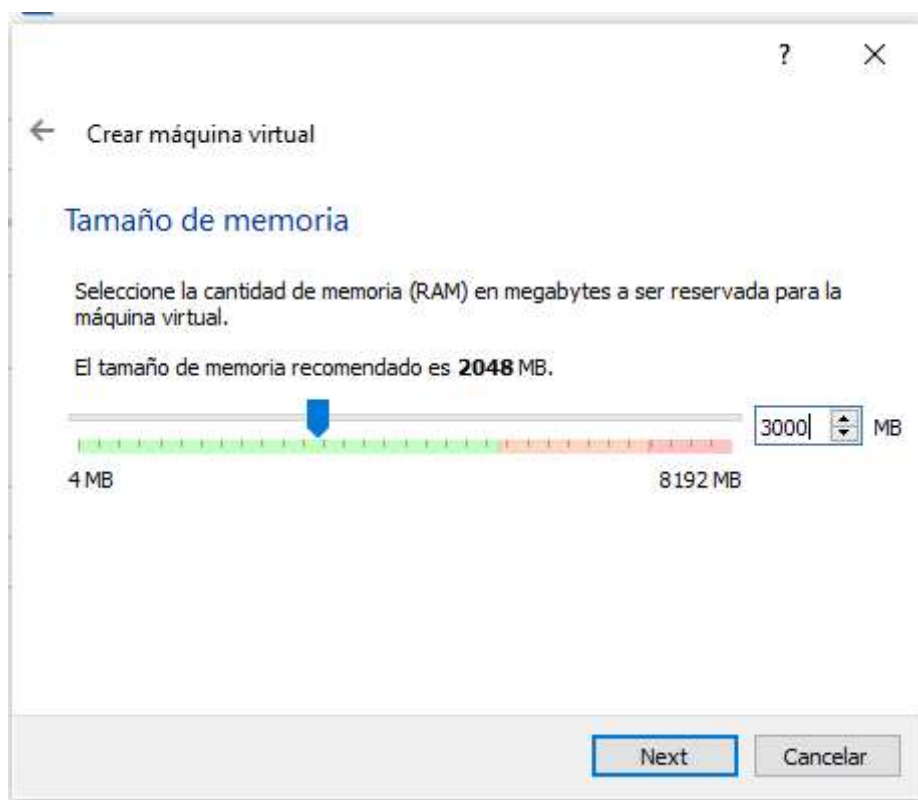 ?
Crear máquina virtual
Tamaño de memoria
Seleccione la cantidad de memoria (RAM) en megabytes a ser reservada para la
máquina virtual.
El tamaño de memoria recomendado es 2048 MB.
3000 MB
4 MB 8192 MB
Next Cancelar